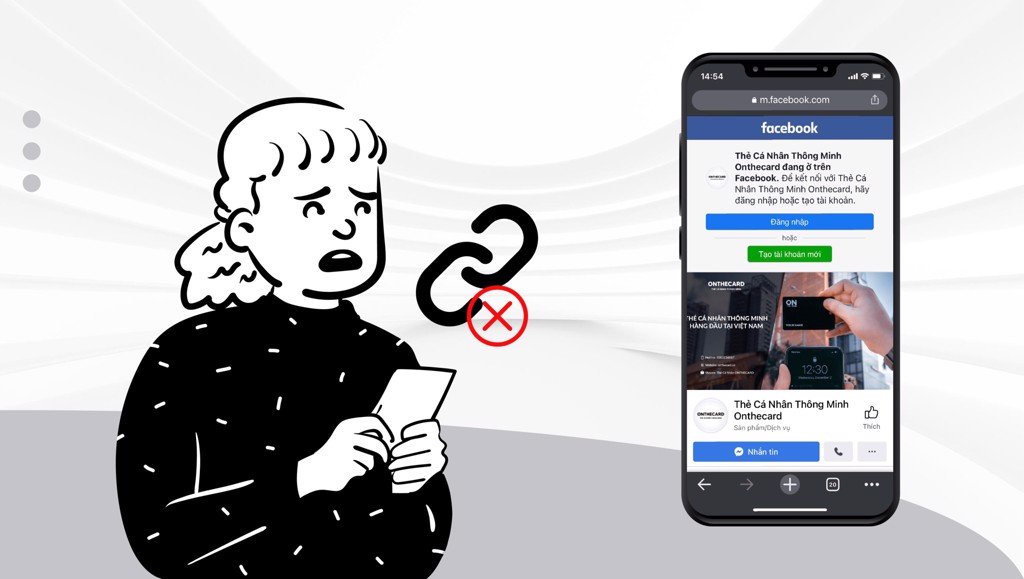 14:54
m.facebook.com
facebook
Thẻ Cá Nhân Thông Minh
Onthecard đang ở trên
Facebook. Để kết nối với Thẻ Cá
Nhân Thông Minh Onthecard, hãy
đăng nhập hoặc tạo tài khoản.
ONTHECARD
Đăng nhập
hoặc
Tạo tài khoản mới
ONTHECARD
THẺ CÁ NHÂN THÔNG MINH
HÀNG ĐẦU TẠI VIỆT NAM
ON
12:30
Thẻ Cá Nhân Thông Minh
Onthecard
Sản phẩm/Dịch vụ
ONTHECARD
Thích
Nhắn tin
20